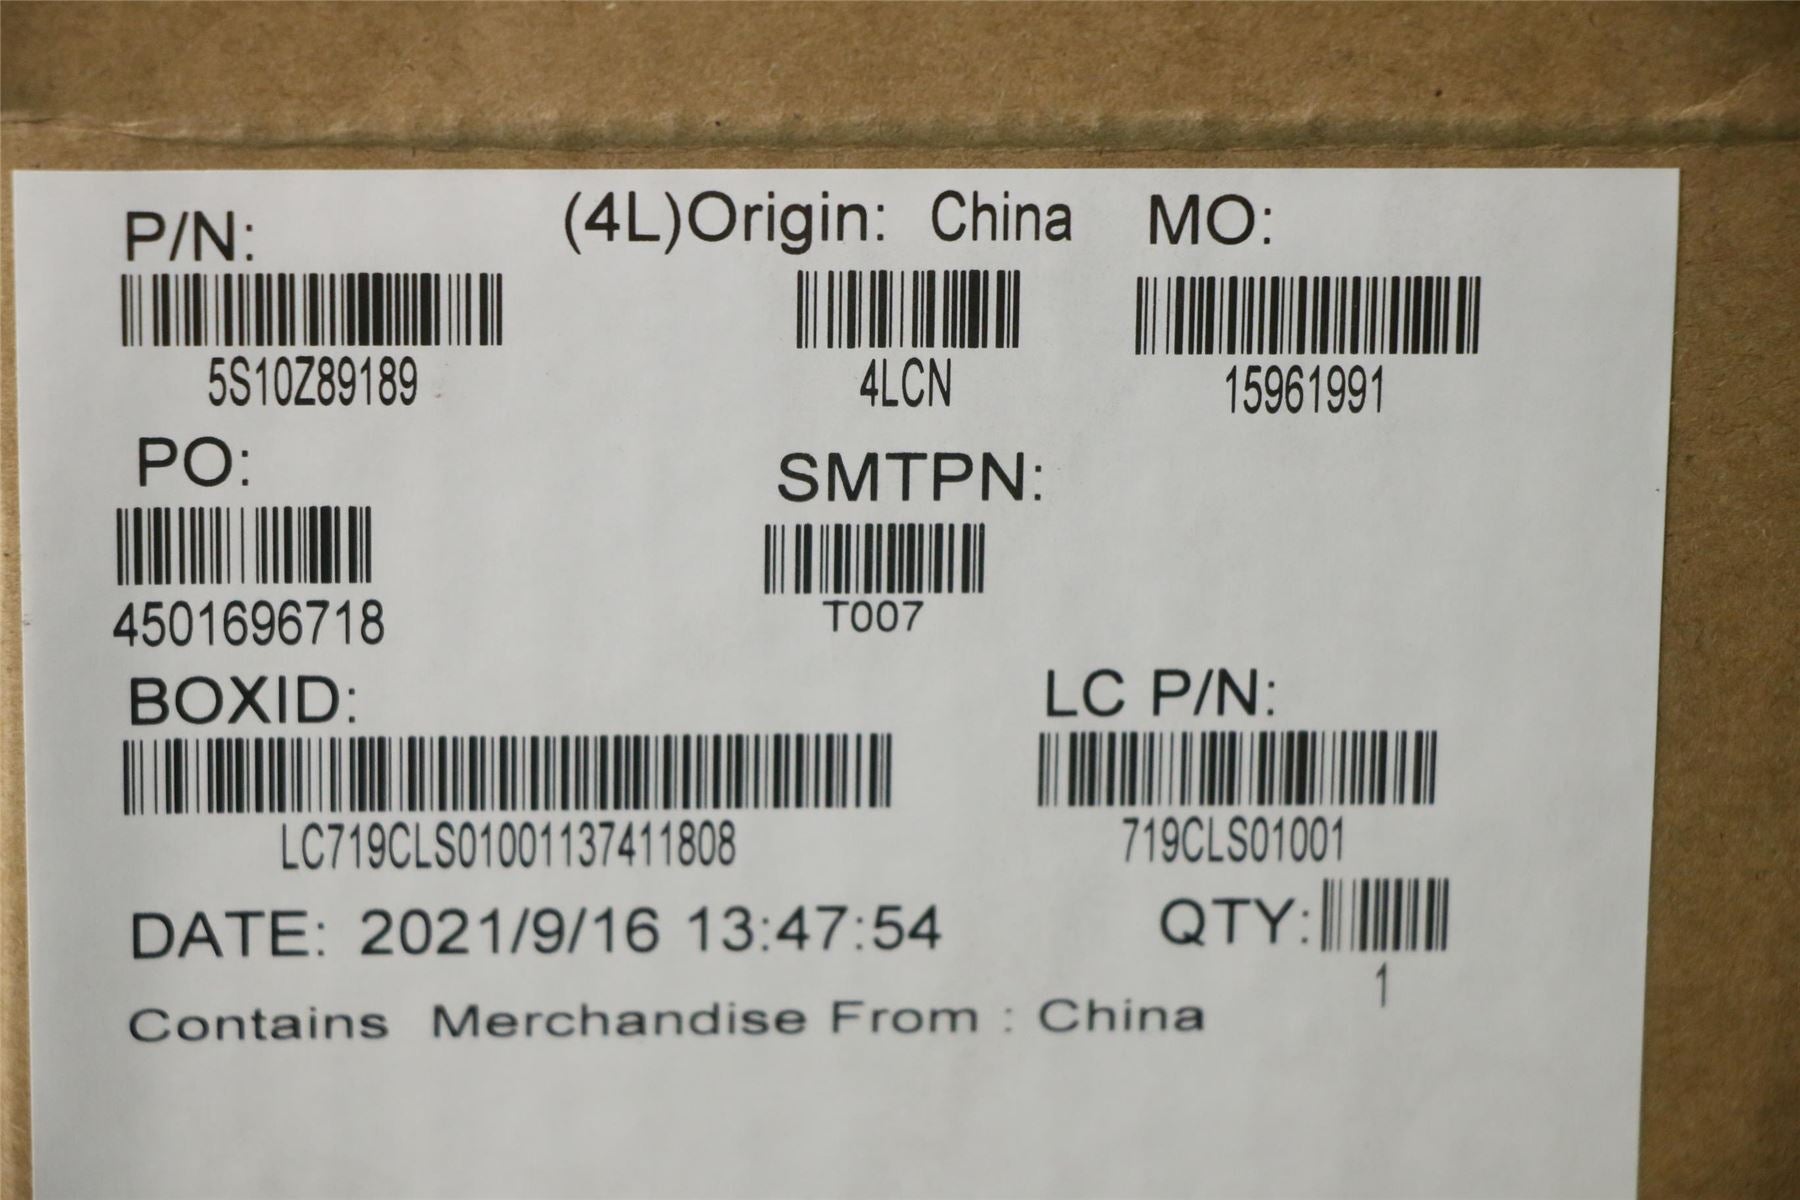 P/N: (4L)Origin: China MO:
5S10Z89189 4LCN 15961991
PO: SMTPN:
4501696718 T007
BOXID: LC P/N:
LC719CLS01001137411808 719CLS01001
DATE: 2021/9/16 13:47:54 QTY:
1
Contains Merchandise From : China